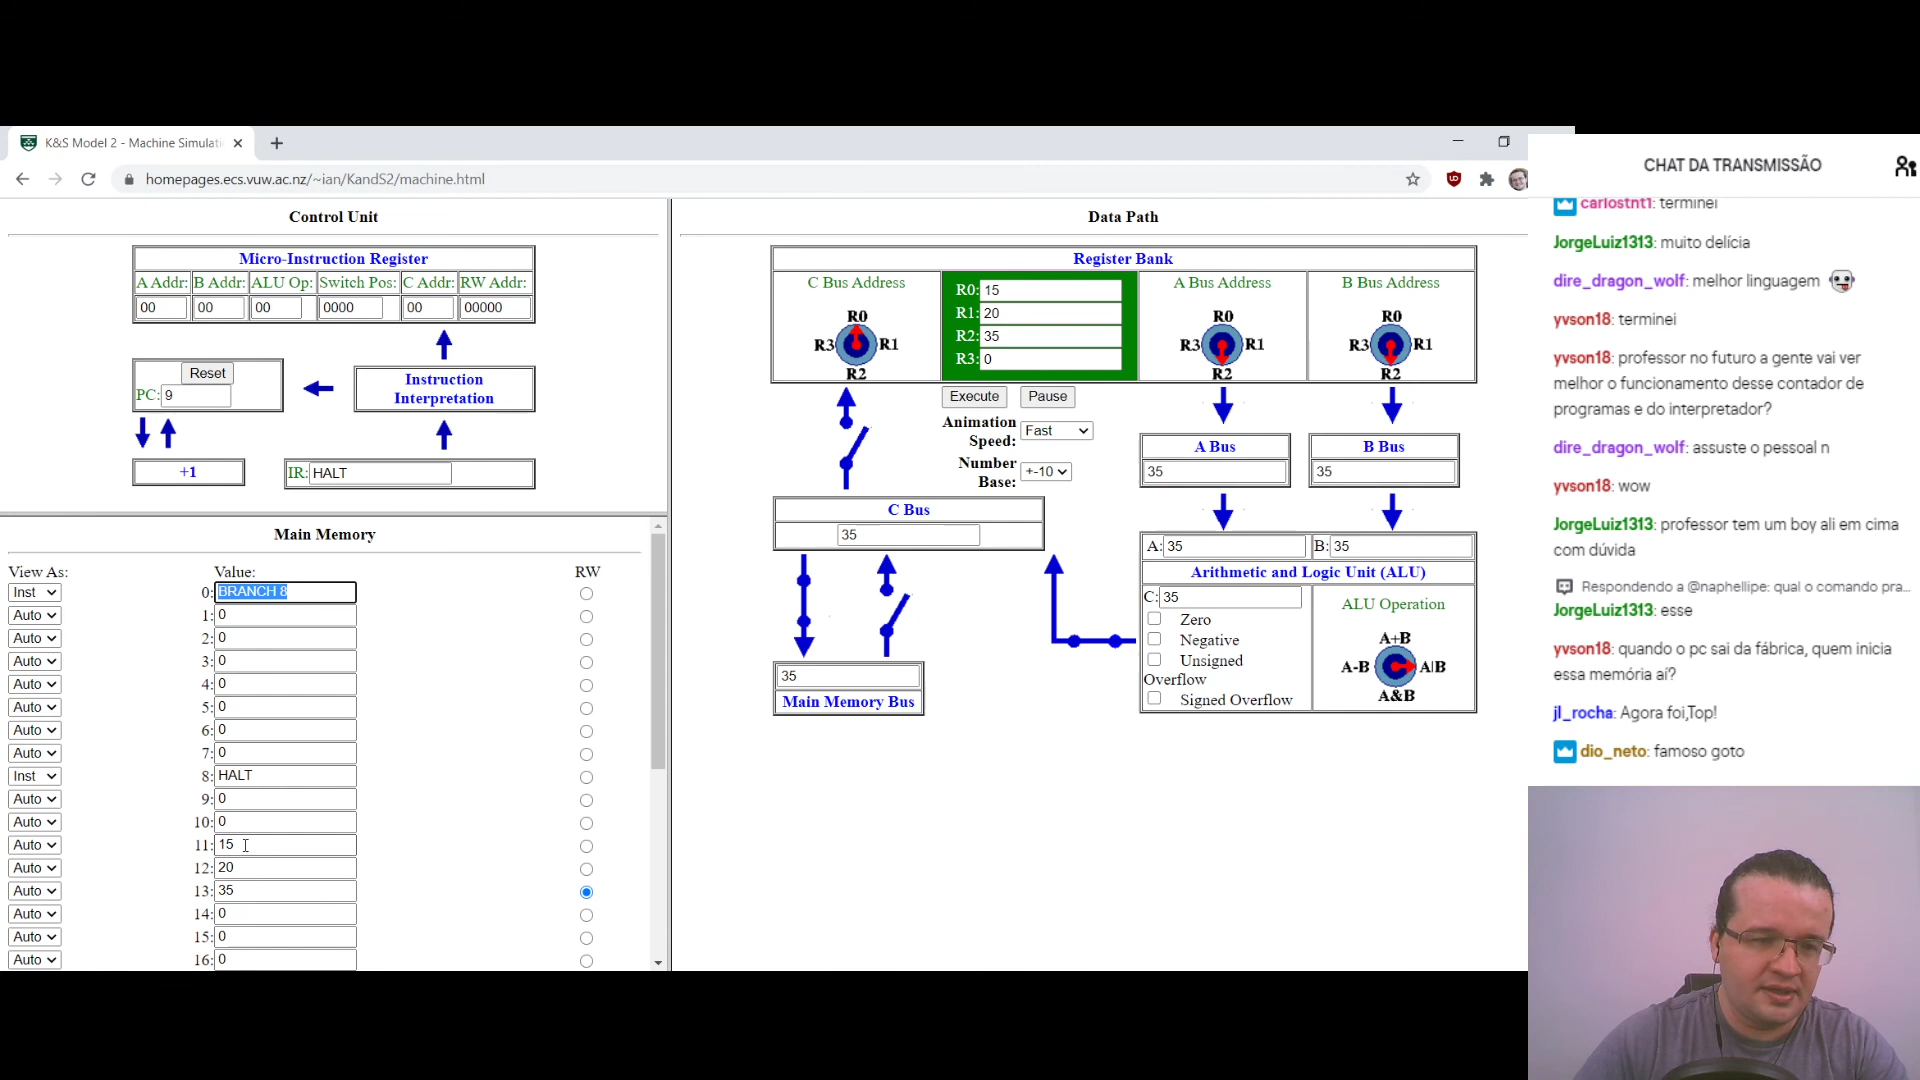 K&S Model 2 - Machine Simulati
homepages.ecs.vuw.ac.nz/~ian/KandS2/machine.html
Control Unit
Micro-Instruction Register
A Addr: B Addr: ALU Op: Switch Pos: C Addr: RW Addr:
00 00 00 0000 00 00000
Reset
PC: 9
Instruction
Interpretation
+1
IR: HALT
Main Memory
View As: Value: RW
Inst 0: BRANCH 8
Auto 1: 0
Auto 2: 0
Auto 3: 0
Auto 4: 0
Auto 5: 0
Auto 6: 0
Auto 7: 0
Inst 8: HALT
Auto 9: 0
Auto 10: 0
Auto 11: 15
Auto 12: 20
Auto 13: 35
Auto 14: 0
Auto 15: 0
Auto 16: 0
Data Path
Register Bank
C Bus Address
R0
R3 R1
R2
R0: 15
R1: 20
R2: 35
R3: 0
A Bus Address
R0
R3 R1
R2
B Bus Address
R0
R3 R1
R2
Execute Pause
Animation
Speed: Fast
Number
Base: +-10
A Bus
35
B Bus
35
C Bus
35
35
Main Memory Bus
A: 35 B: 35
Arithmetic and Logic Unit (ALU)
C: 35
Zero
Negative
Unsigned
Overflow
Signed Overflow
ALU Operation
A+B
A-B A|B
A&B
CHAT DA TRANSMISSÃO
carlostnt1: terminei
JorgeLuiz1313: muito delícia
dire_dragon_wolf: melhor linguagem
yvson18: terminei
yvson18: professor no futuro a gente vai ver
melhor o funcionamento desse contador de
programas e do interpretador?
dire_dragon_wolf: assuste o pessoal n
yvson18: wow
JorgeLuiz1313: professor tem um boy ali em cima
com dúvida
Respondendo a @naphellipe: qual o comando pra...
JorgeLuiz1313: esse
yvson18: quando o pc sai da fábrica, quem inicia
essa memória aí?
jl_rocha: Agora foi,Top!
dio_neto: famoso goto